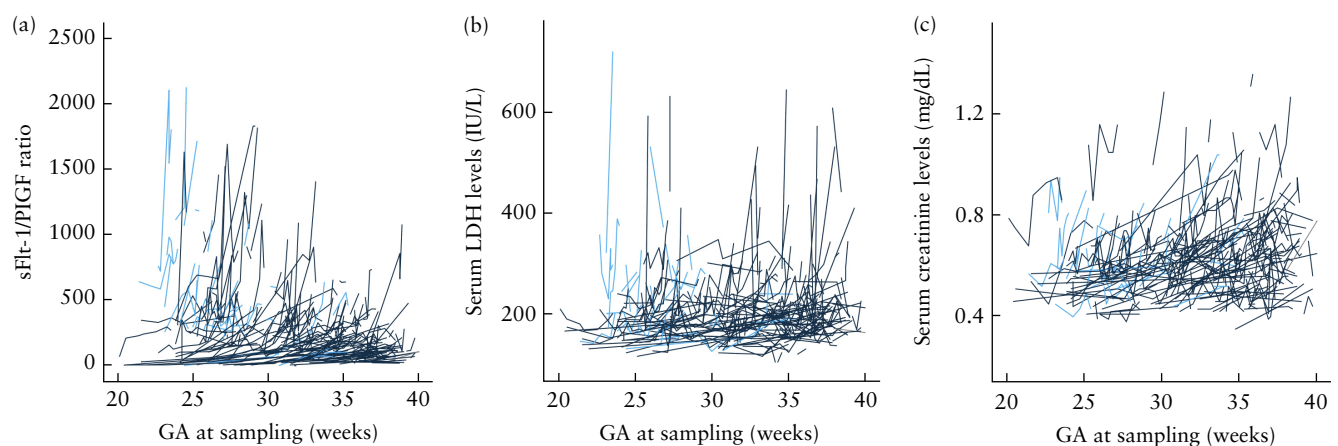 (a)
sFlt-1/PlGF ratio
2500
2000
1500
1000
500
0
20 25 30 35 40
GA at sampling (weeks)
(b)
Serum LDH levels (IU/L)
600
400
200
20 25 30 35 40
GA at sampling (weeks)
(c)
Serum creatinine levels (mg/dL)
1.2
0.8
0.4
20 25 30 35 40
GA at sampling (weeks)